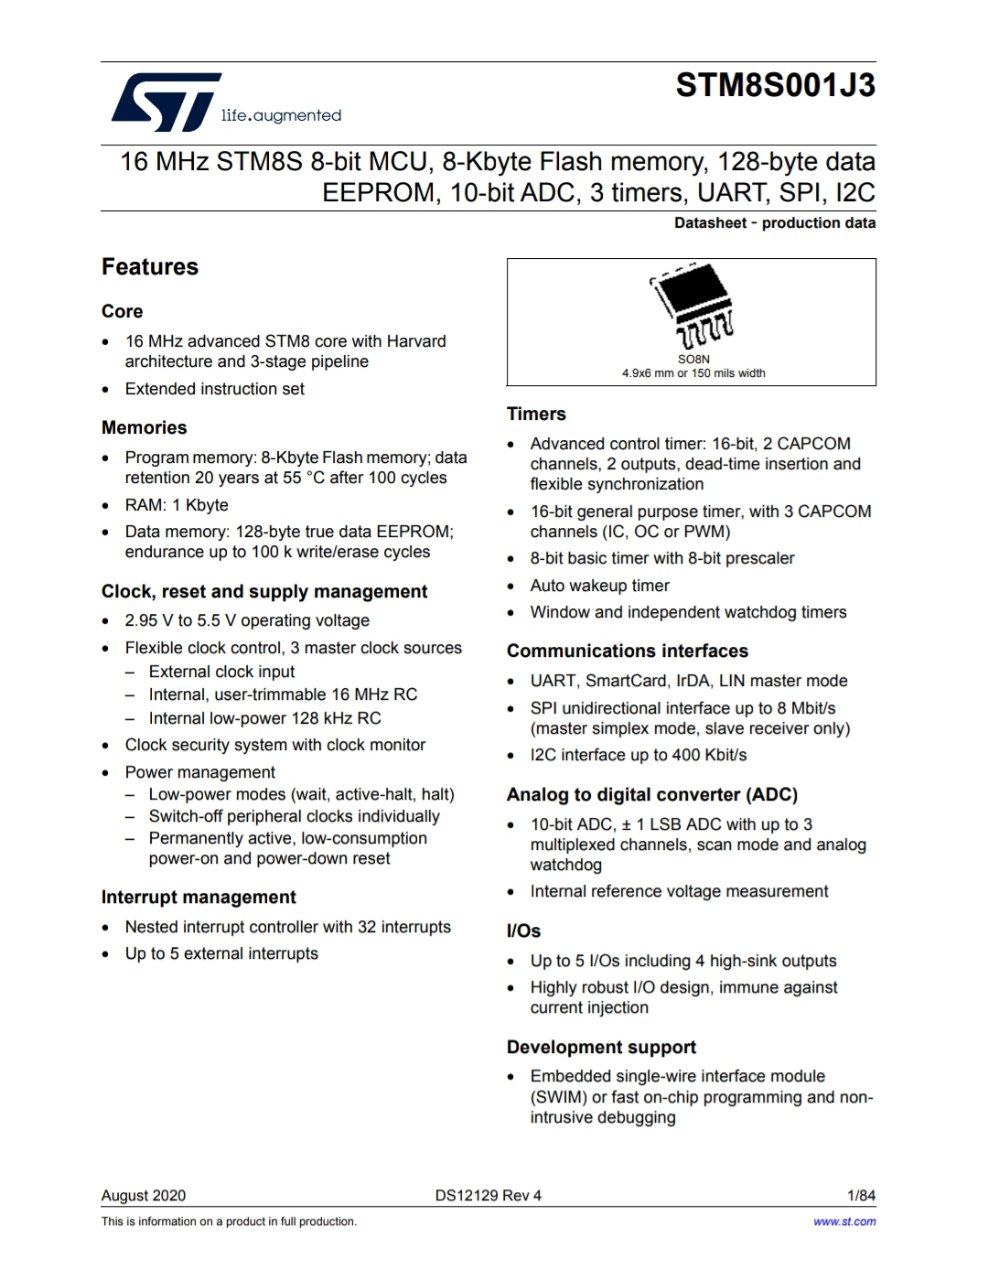 STM8S001J3
life.augmented
16 MHz STM8S 8-bit MCU, 8-Kbyte Flash memory, 128-byte data
EEPROM, 10-bit ADC, 3 timers, UART, SPI, I2C
Datasheet - production data
Features
Core
• 16 MHz advanced STM8 core with Harvard
architecture and 3-stage pipeline
• Extended instruction set
Memories
• Program memory: 8-Kbyte Flash memory; data
retention 20 years at 55 °C after 100 cycles
• RAM: 1 Kbyte
• Data memory: 128-byte true data EEPROM;
endurance up to 100 k write/erase cycles
Clock, reset and supply management
• 2.95 V to 5.5 V operating voltage
• Flexible clock control, 3 master clock sources
– External clock input
– Internal, user-trimmable 16 MHz RC
– Internal low-power 128 kHz RC
• Clock security system with clock monitor
• Power management
– Low-power modes (wait, active-halt, halt)
– Switch-off peripheral clocks individually
– Permanently active, low-consumption
power-on and power-down reset
Interrupt management
• Nested interrupt controller with 32 interrupts
• Up to 5 external interrupts
SO8N
4.9x6 mm or 150 mils width
Timers
• Advanced control timer: 16-bit, 2 CAPCOM
channels, 2 outputs, dead-time insertion and
flexible synchronization
• 16-bit general purpose timer, with 3 CAPCOM
channels (IC, OC or PWM)
• 8-bit basic timer with 8-bit prescaler
• Auto wakeup timer
• Window and independent watchdog timers
Communications interfaces
• UART, SmartCard, IrDA, LIN master mode
• SPI unidirectional interface up to 8 Mbit/s
(master simplex mode, slave receiver only)
• I2C interface up to 400 Kbit/s
Analog to digital converter (ADC)
• 10-bit ADC, ± 1 LSB ADC with up to 3
multiplexed channels, scan mode and analog
watchdog
• Internal reference voltage measurement
I/Os
• Up to 5 I/Os including 4 high-sink outputs
• Highly robust I/O design, immune against
current injection
Development support
• Embedded single-wire interface module
(SWIM) or fast on-chip programming and non-
intrusive debugging
August 2020
DS12129 Rev 4
1/84
This is information on a product in full production.
www.st.com